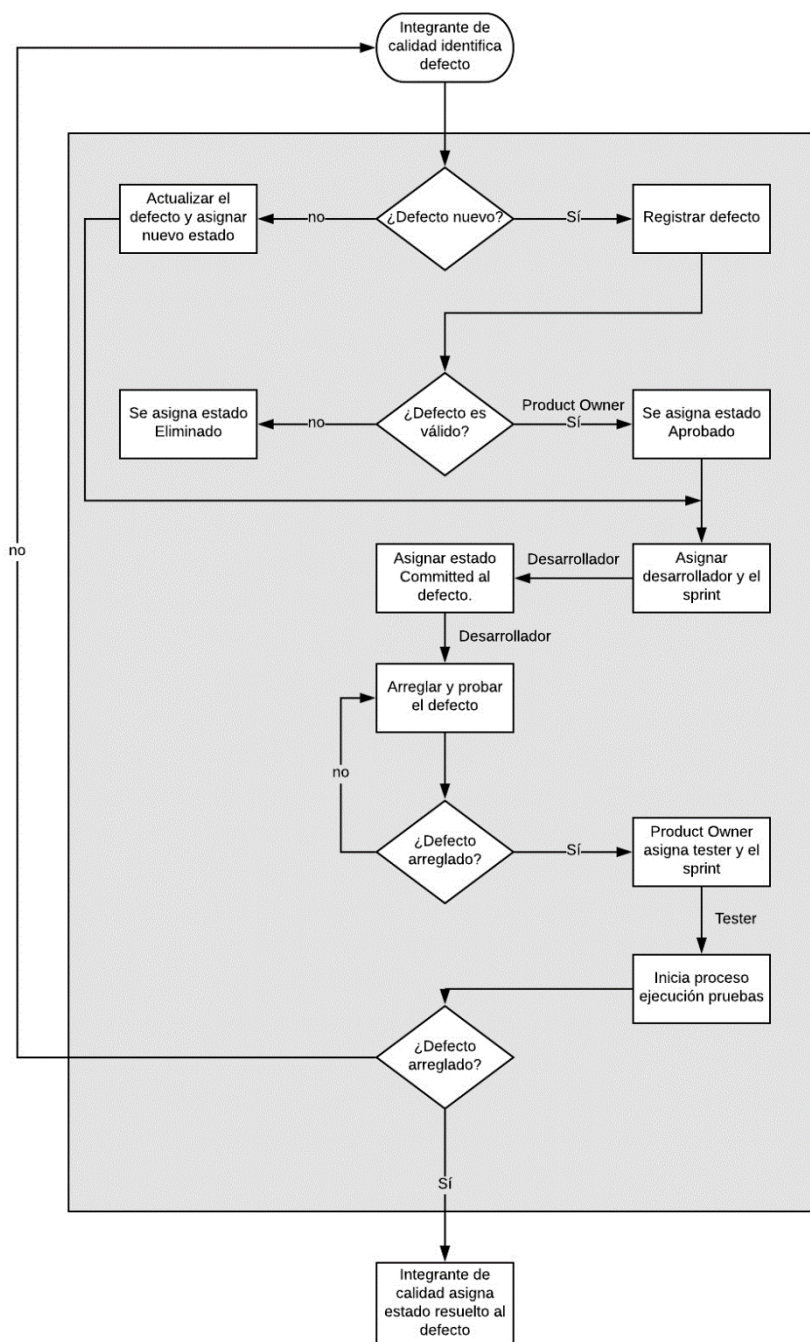 Integrante de
calidad identifica
defecto
Actualizar el
defecto y asignar
nuevo estado
no
¿Defecto nuevo?
Sí
Registrar defecto
Se asigna estado
Eliminado
no
¿Defecto es
válido?
Product Owner
Sí
Se asigna estado
Aprobado
no
Asignar estado
Committed al
defecto.
Desarrollador
Asignar
desarrollador y el
sprint
Desarrollador
Arreglar y probar
el defecto
no
¿Defecto
arreglado?
Sí
Product Owner
asigna tester y el
sprint
Tester
Inicia proceso
ejecución pruebas
¿Defecto
arreglado?
Sí
Integrante de
calidad asigna
estado resuelto al
defecto